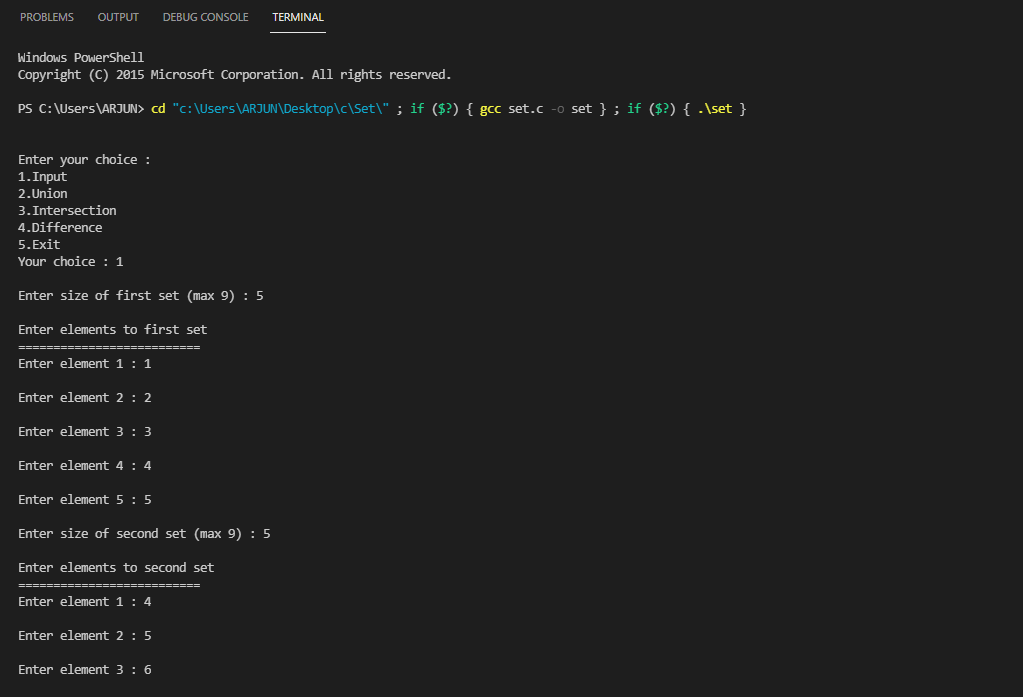 PROBLEMS OUTPUT DEBUG CONSOLE TERMINAL
Windows PowerShell
Copyright (C) 2015 Microsoft Corporation. All rights reserved.
PS C:\Users\ARJUN> cd "c:\Users\ARJUN\Desktop\c\Set\" ; if ($?) { gcc set.c -o set } ; if ($?) { .\set }
Enter your choice :
1.Input
2.Union
3.Intersection
4.Difference
5.Exit
Your choice : 1
Enter size of first set (max 9) : 5
Enter elements to first set
==========================
Enter element 1 : 1
Enter element 2 : 2
Enter element 3 : 3
Enter element 4 : 4
Enter element 5 : 5
Enter size of second set (max 9) : 5
Enter elements to second set
==========================
Enter element 1 : 4
Enter element 2 : 5
Enter element 3 : 6